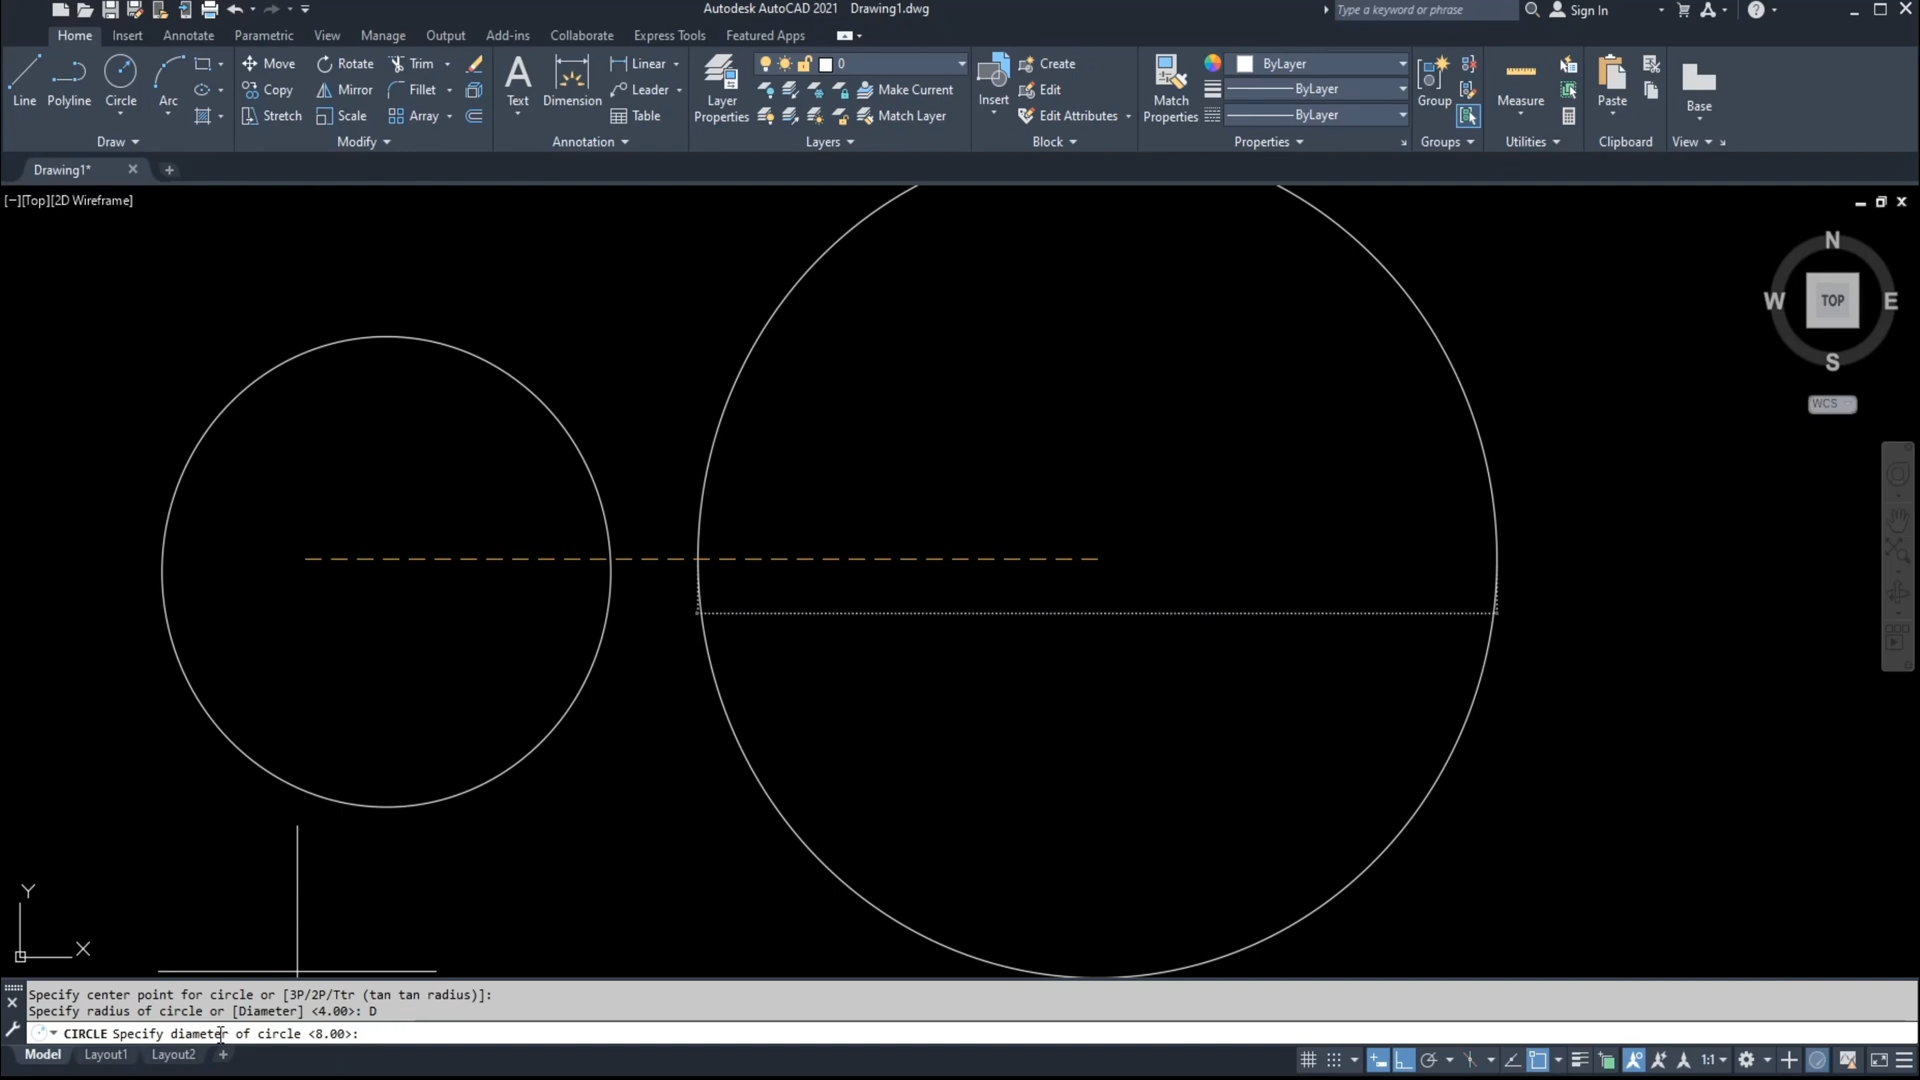 Autodesk AutoCAD 2021 Drawing1.dwg
Type a keyword or phrase
Sign In
Home Insert Annotate Parametric View Manage Output Add-ins Collaborate Express Tools Featured Apps
Line
Polyline
Circle
Arc
Draw
Move Rotate Trim
Copy Mirror Fillet
Stretch Scale Array
Modify
Text
Dimension
Linear
Leader
Table
Annotation
Layer
Properties
0
Make Current
Match Layer
Layers
Insert
Create
Edit
Edit Attributes
Block
Match
Properties
ByLayer
ByLayer
ByLayer
Properties
Group
Groups
Measure
Utilities
Paste
Clipboard
Base
View
Drawing1*
[−][Top][2D Wireframe]
N
W TOP E
S
WCS
Y
X
Specify center point for circle or [3P/2P/Ttr (tan tan radius)]:
Specify radius of circle or [Diameter] <4.00>: D
CIRCLE Specify diameter of circle <8.00>:
Model Layout1 Layout2
1:1